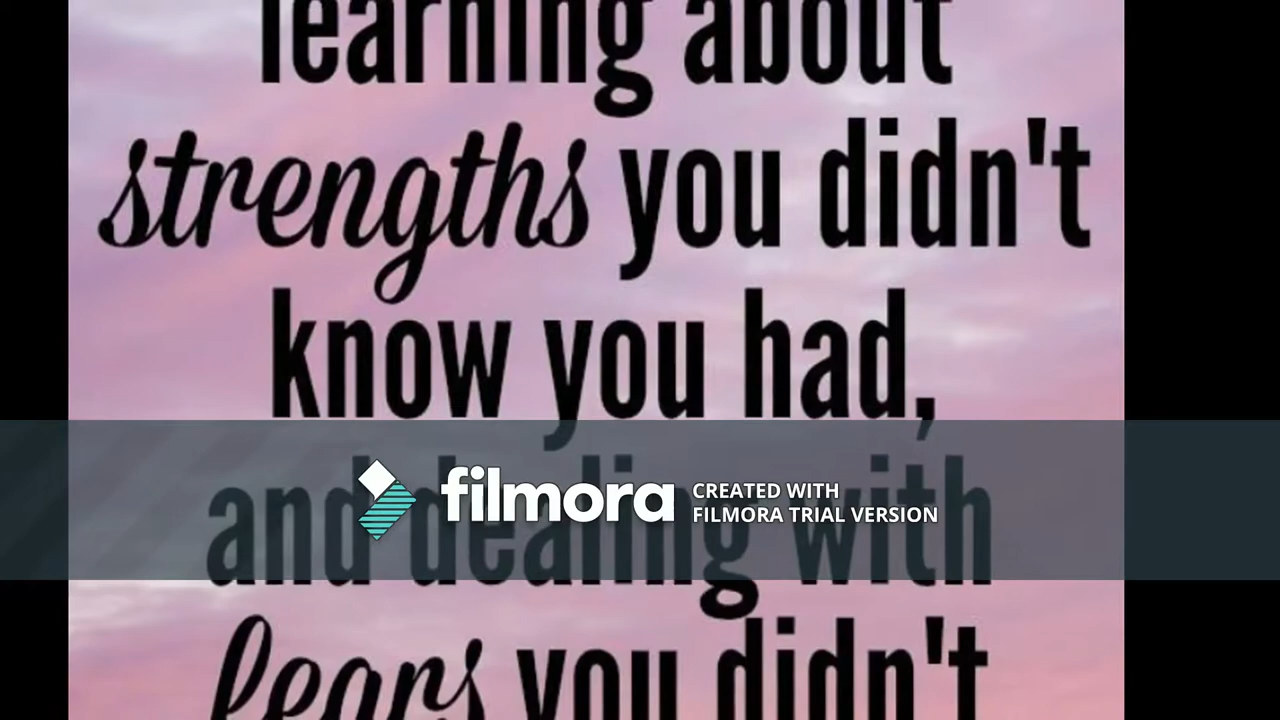 learning about
strengths you didn't
know you had,
and dealing with
filmora
CREATED WITH
FILMORA TRIAL VERSION
fears you didn't